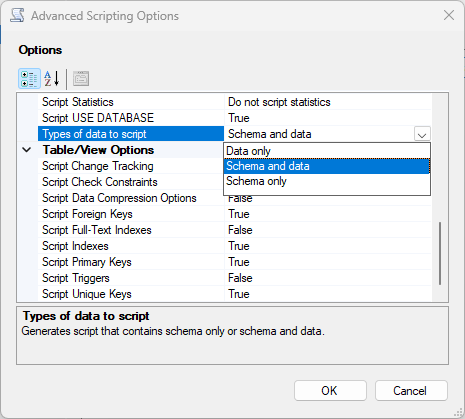 Advanced Scripting Options
Options
Script Statistics Do not script statistics
Script USE DATABASE True
Types of data to script Schema and data
Data only
Table/View Options
Script Change Tracking Schema and data
Script Check Constraints Schema only
Script Data Compression Options False
Script Foreign Keys True
Script Full-Text Indexes False
Script Indexes True
Script Primary Keys True
Script Triggers False
Script Unique Keys True
Types of data to script
Generates script that contains schema only or schema and data.
OK Cancel